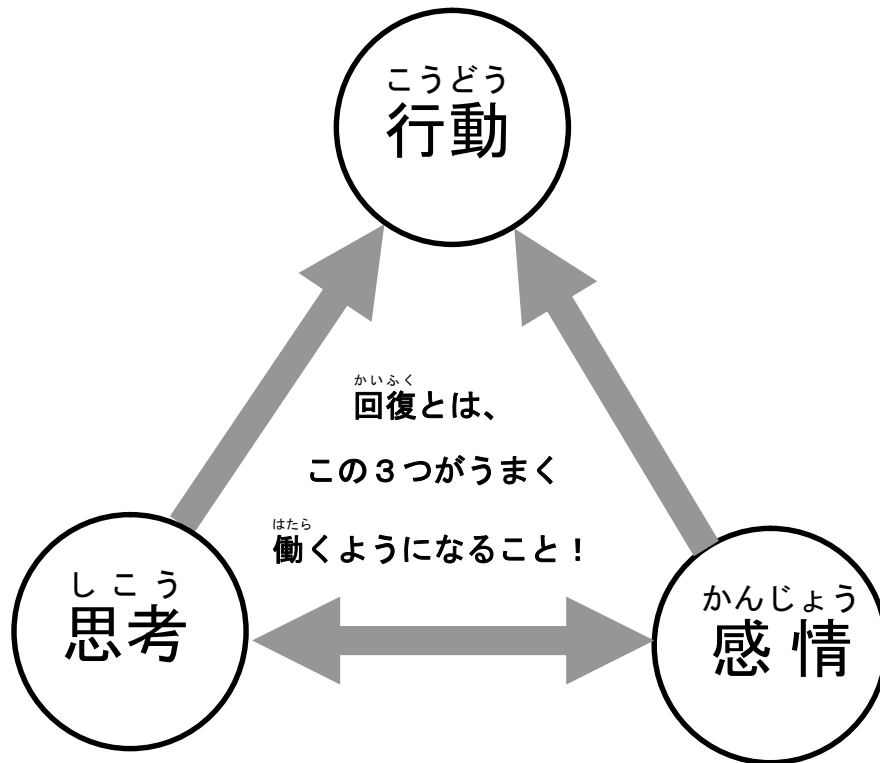 こうどう
行動
かいふく
回復とは、
この３つがうまく
はたら
働くようになること！
しこう
思考
かんじょう
感情